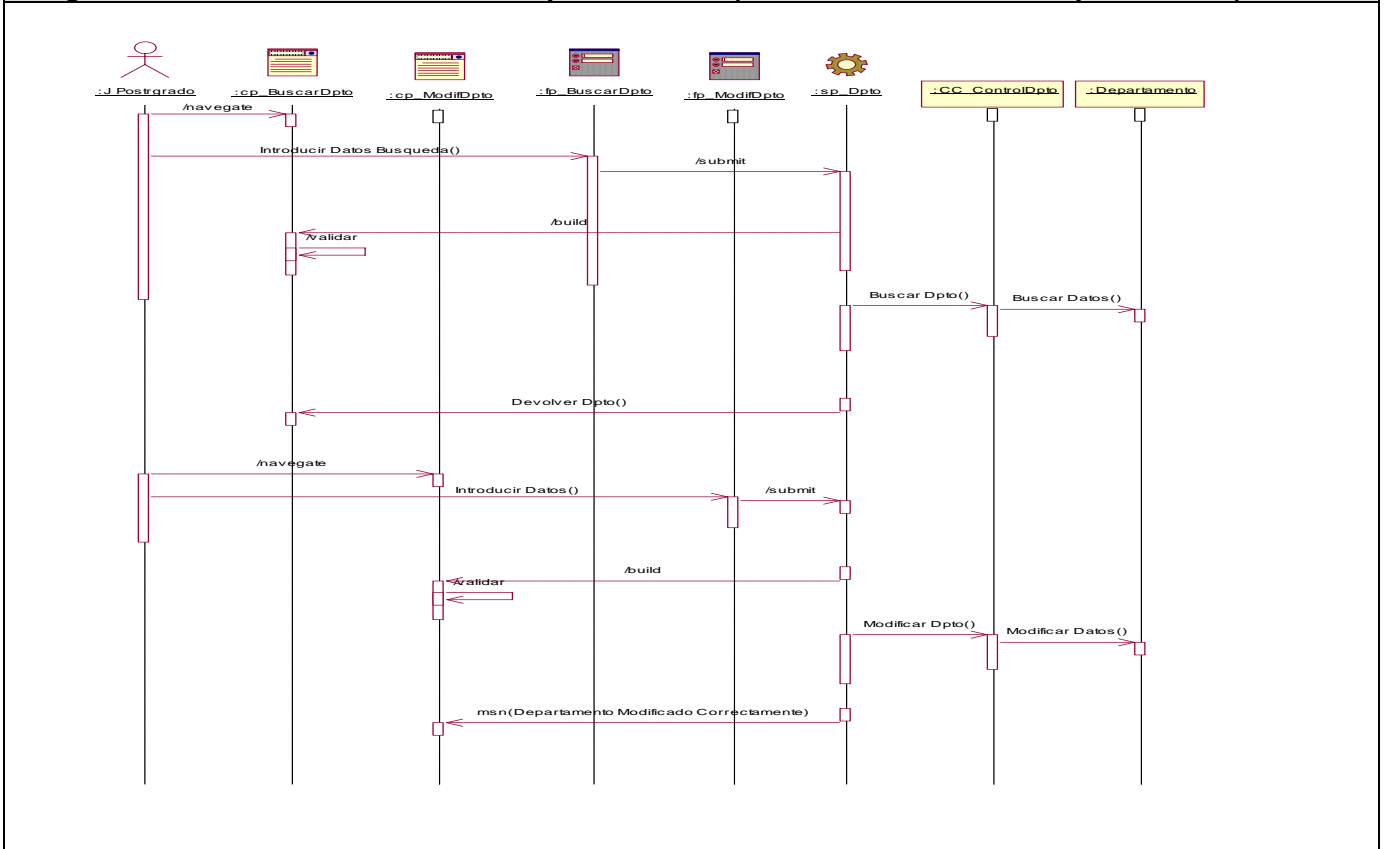 :J Postrgrado
:cp_BuscarDpto
:cp_ModifDpto
:fp_BuscarDpto
:fp_ModifDpto
:sp_Dpto
:CC_ControlDpto
:Departamento
/navegate
Introducir Datos Busqueda()
/submit
/build
/validar
Buscar Dpto()
Buscar Datos()
Devolver Dpto()
/navegate
Introducir Datos()
/submit
/build
/validar
Modificar Dpto()
Modificar Datos()
msn(Departamento Modificado Correctamente)